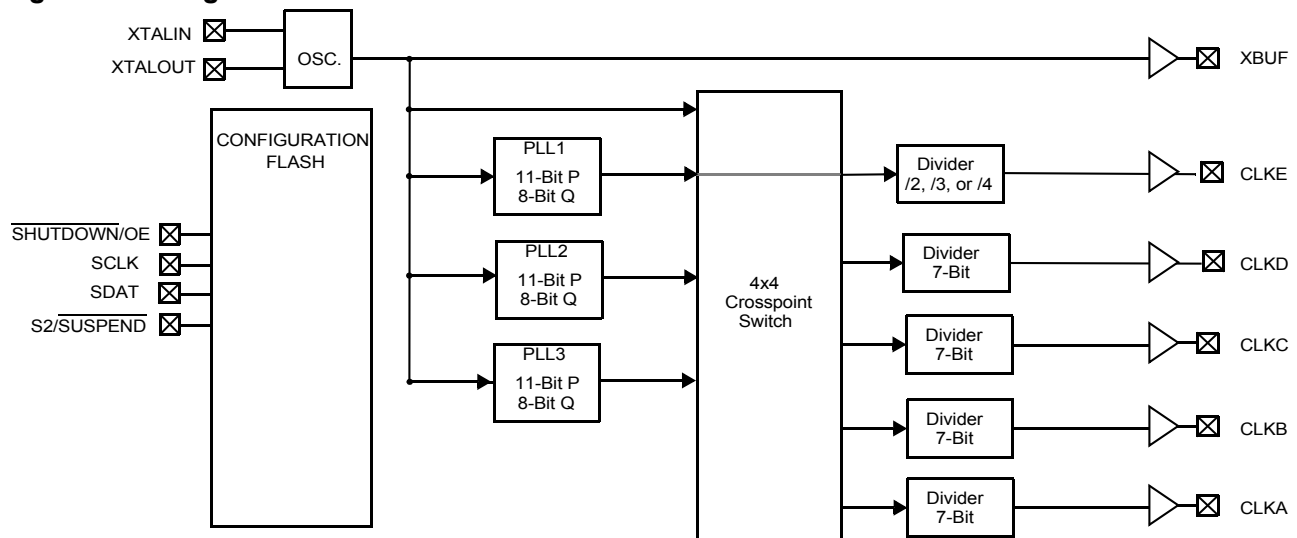 XTALIN
XTALOUT
OSC.
XBUF
CONFIGURATION
FLASH
SHUTDOWN/OE
SCLK
SDAT
S2/SUSPEND
PLL1
11-Bit P
8-Bit Q
PLL2
11-Bit P
8-Bit Q
PLL3
11-Bit P
8-Bit Q
4x4
Crosspoint
Switch
Divider
/2, /3, or /4
CLKE
Divider
7-Bit
CLKD
Divider
7-Bit
CLKC
Divider
7-Bit
CLKB
Divider
7-Bit
CLKA